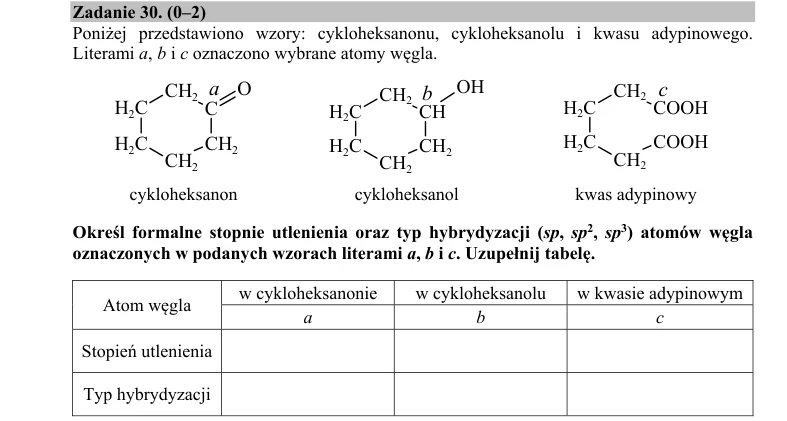 Zadanie 30. (0–2)
Poniżej przedstawiono wzory: cykloheksanonu, cykloheksanolu i kwasu adypinowego.
Literami a, b i c oznaczono wybrane atomy węgla.
CH₂ a O
H₂C C
H₂C CH₂
CH₂
cykloheksanon
OH
CH₂ b
H₂C CH
H₂C CH₂
CH₂
cykloheksanol
CH₂ c
H₂C COOH
H₂C COOH
CH₂
kwas adypinowy
Określ formalne stopnie utlenienia oraz typ hybrydyzacji (sp, sp², sp³) atomów węgla
oznaczonych w podanych wzorach literami a, b i c. Uzupełnij tabelę.
Atom węgla
w cykloheksanonie w cykloheksanolu w kwasie adypinowym
a b c
Stopień utlenienia
Typ hybrydyzacji